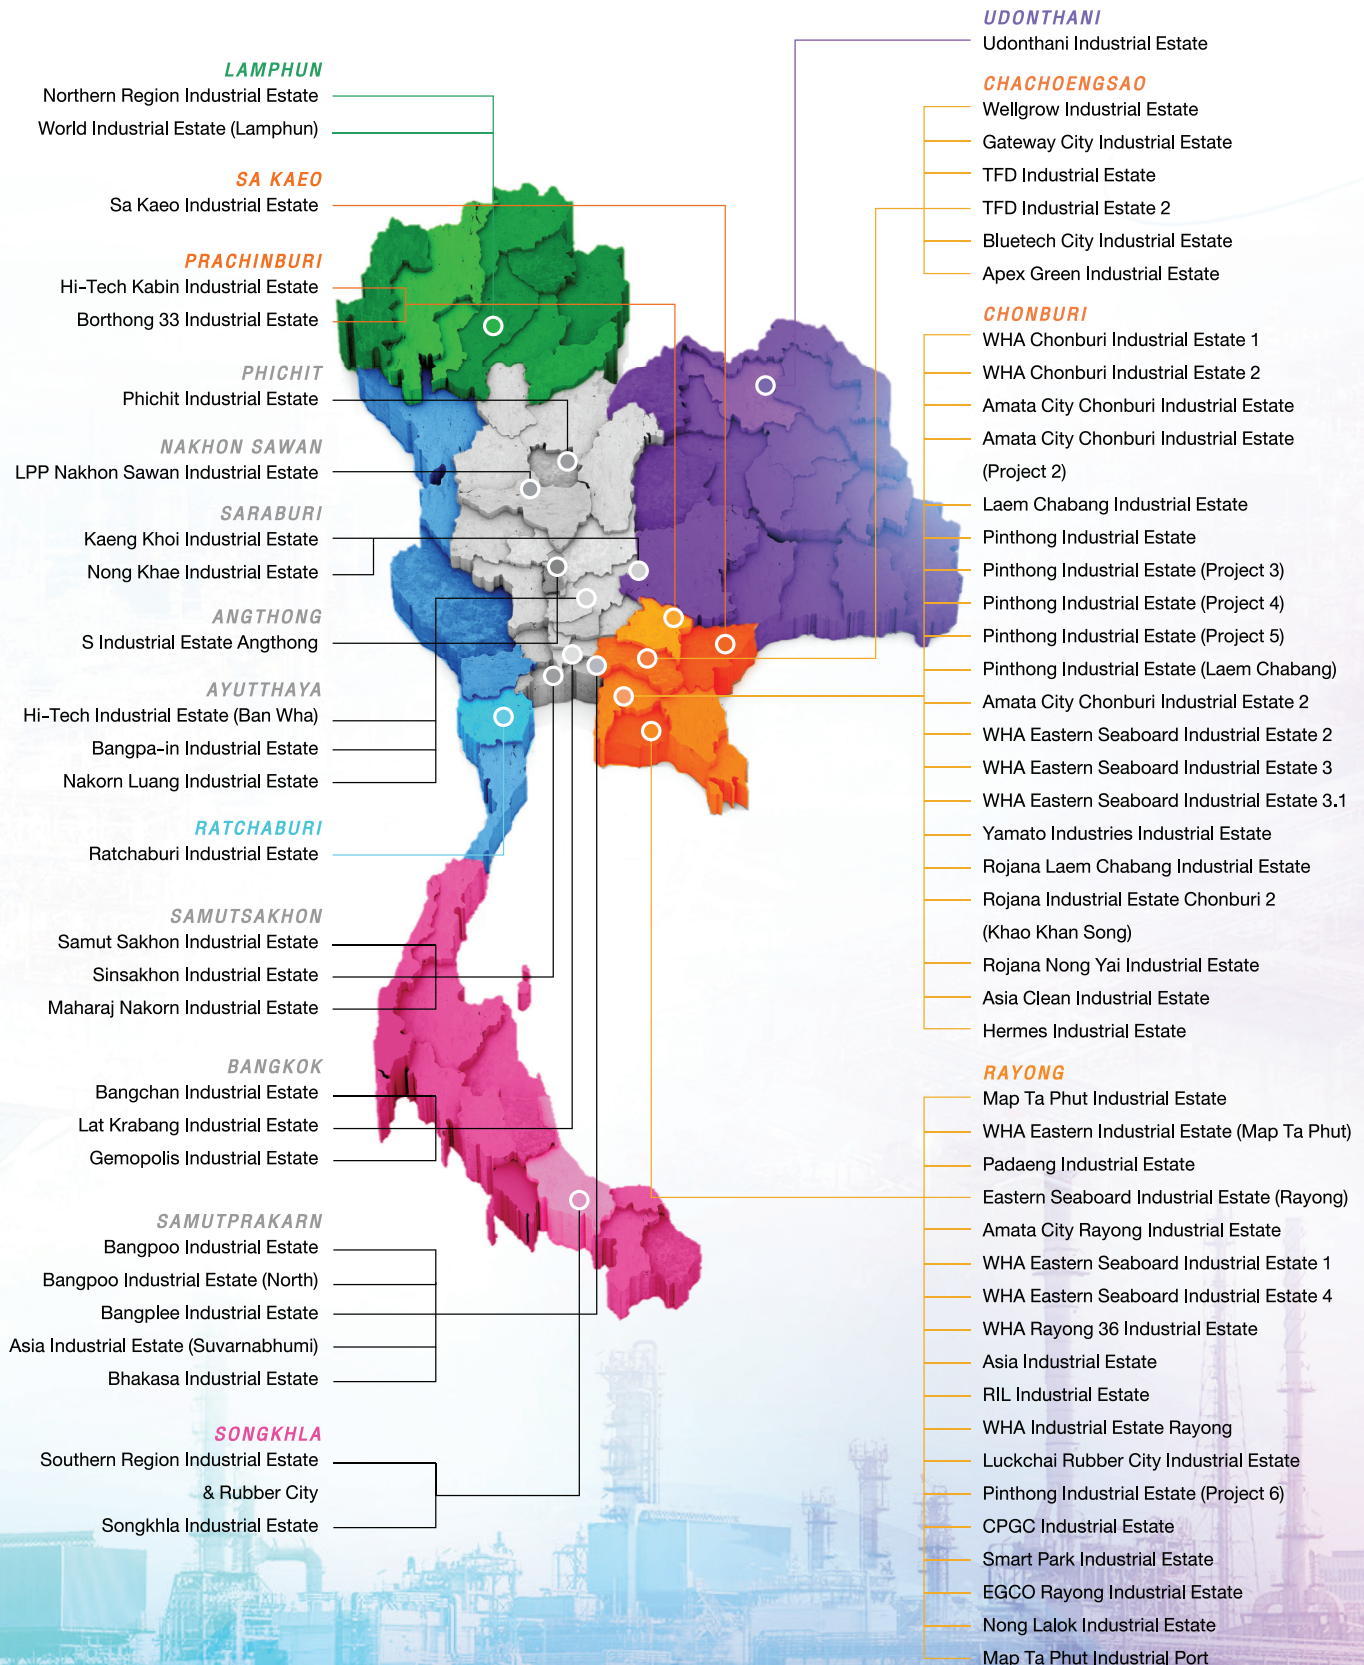 LAMPHUN
Northern Region Industrial Estate
World Industrial Estate (Lamphun)
SA KAEO
Sa Kaeo Industrial Estate
PRACHINBURI
Hi-Tech Kabin Industrial Estate
Borthong 33 Industrial Estate
PHICHIT
Phichit Industrial Estate
NAKHON SAWAN
LPP Nakhon Sawan Industrial Estate
SARABURI
Kaeng Khoi Industrial Estate
Nong Khae Industrial Estate
ANGTHONG
S Industrial Estate Angthong
AYUTTHAYA
Hi-Tech Industrial Estate (Ban Wha)
Bangpa-in Industrial Estate
Nakorn Luang Industrial Estate
RATCHABURI
Ratchaburi Industrial Estate
SAMUTSAKHON
Samut Sakhon Industrial Estate
Sinsakhon Industrial Estate
Maharaj Nakorn Industrial Estate
BANGKOK
Bangchan Industrial Estate
Lat Krabang Industrial Estate
Gemopolis Industrial Estate
SAMUTPRAKARN
Bangpoo Industrial Estate
Bangpoo Industrial Estate (North)
Bangplee Industrial Estate
Asia Industrial Estate (Suvarnabhumi)
Bhakasa Industrial Estate
SONGKHLA
Southern Region Industrial Estate
& Rubber City
Songkhla Industrial Estate
UDONTHANI
Udonthani Industrial Estate
CHACHOENGSAO
Wellgrow Industrial Estate
Gateway City Industrial Estate
TFD Industrial Estate
TFD Industrial Estate 2
Bluetech City Industrial Estate
Apex Green Industrial Estate
CHONBURI
WHA Chonburi Industrial Estate 1
WHA Chonburi Industrial Estate 2
Amata City Chonburi Industrial Estate
Amata City Chonburi Industrial Estate
(Project 2)
Laem Chabang Industrial Estate
Pinthong Industrial Estate
Pinthong Industrial Estate (Project 3)
Pinthong Industrial Estate (Project 4)
Pinthong Industrial Estate (Project 5)
Pinthong Industrial Estate (Laem Chabang)
Amata City Chonburi Industrial Estate 2
WHA Eastern Seaboard Industrial Estate 2
WHA Eastern Seaboard Industrial Estate 3
WHA Eastern Seaboard Industrial Estate 3.1
Yamato Industries Industrial Estate
Rojana Laem Chabang Industrial Estate
Rojana Industrial Estate Chonburi 2
(Khao Khan Song)
Rojana Nong Yai Industrial Estate
Asia Clean Industrial Estate
Hermes Industrial Estate
RAYONG
Map Ta Phut Industrial Estate
WHA Eastern Industrial Estate (Map Ta Phut)
Padaeng Industrial Estate
Eastern Seaboard Industrial Estate (Rayong)
Amata City Rayong Industrial Estate
WHA Eastern Seaboard Industrial Estate 1
WHA Eastern Seaboard Industrial Estate 4
WHA Rayong 36 Industrial Estate
Asia Industrial Estate
RIL Industrial Estate
WHA Industrial Estate Rayong
Luckchai Rubber City Industrial Estate
Pinthong Industrial Estate (Project 6)
CPGC Industrial Estate
Smart Park Industrial Estate
EGCO Rayong Industrial Estate
Nong Lalok Industrial Estate
Map Ta Phut Industrial Port